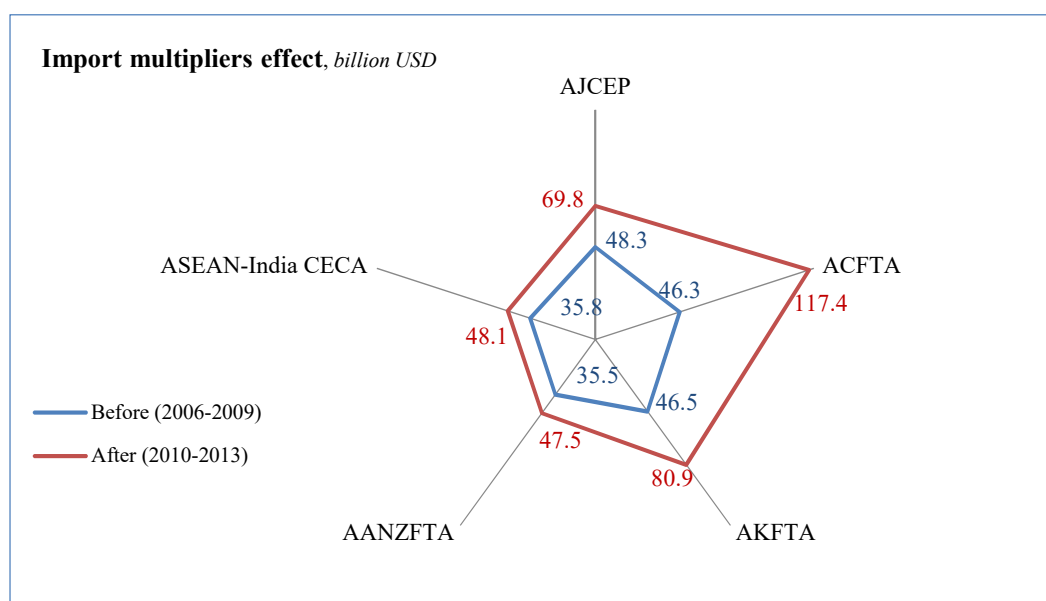 Import multipliers effect, billion USD
AJCEP
69.8
48.3
ASEAN-India CECA
ACFTA
46.3
35.8
117.4
48.1
35.5
46.5
Before (2006-2009)
47.5
After (2010-2013)
80.9
AANZFTA
AKFTA